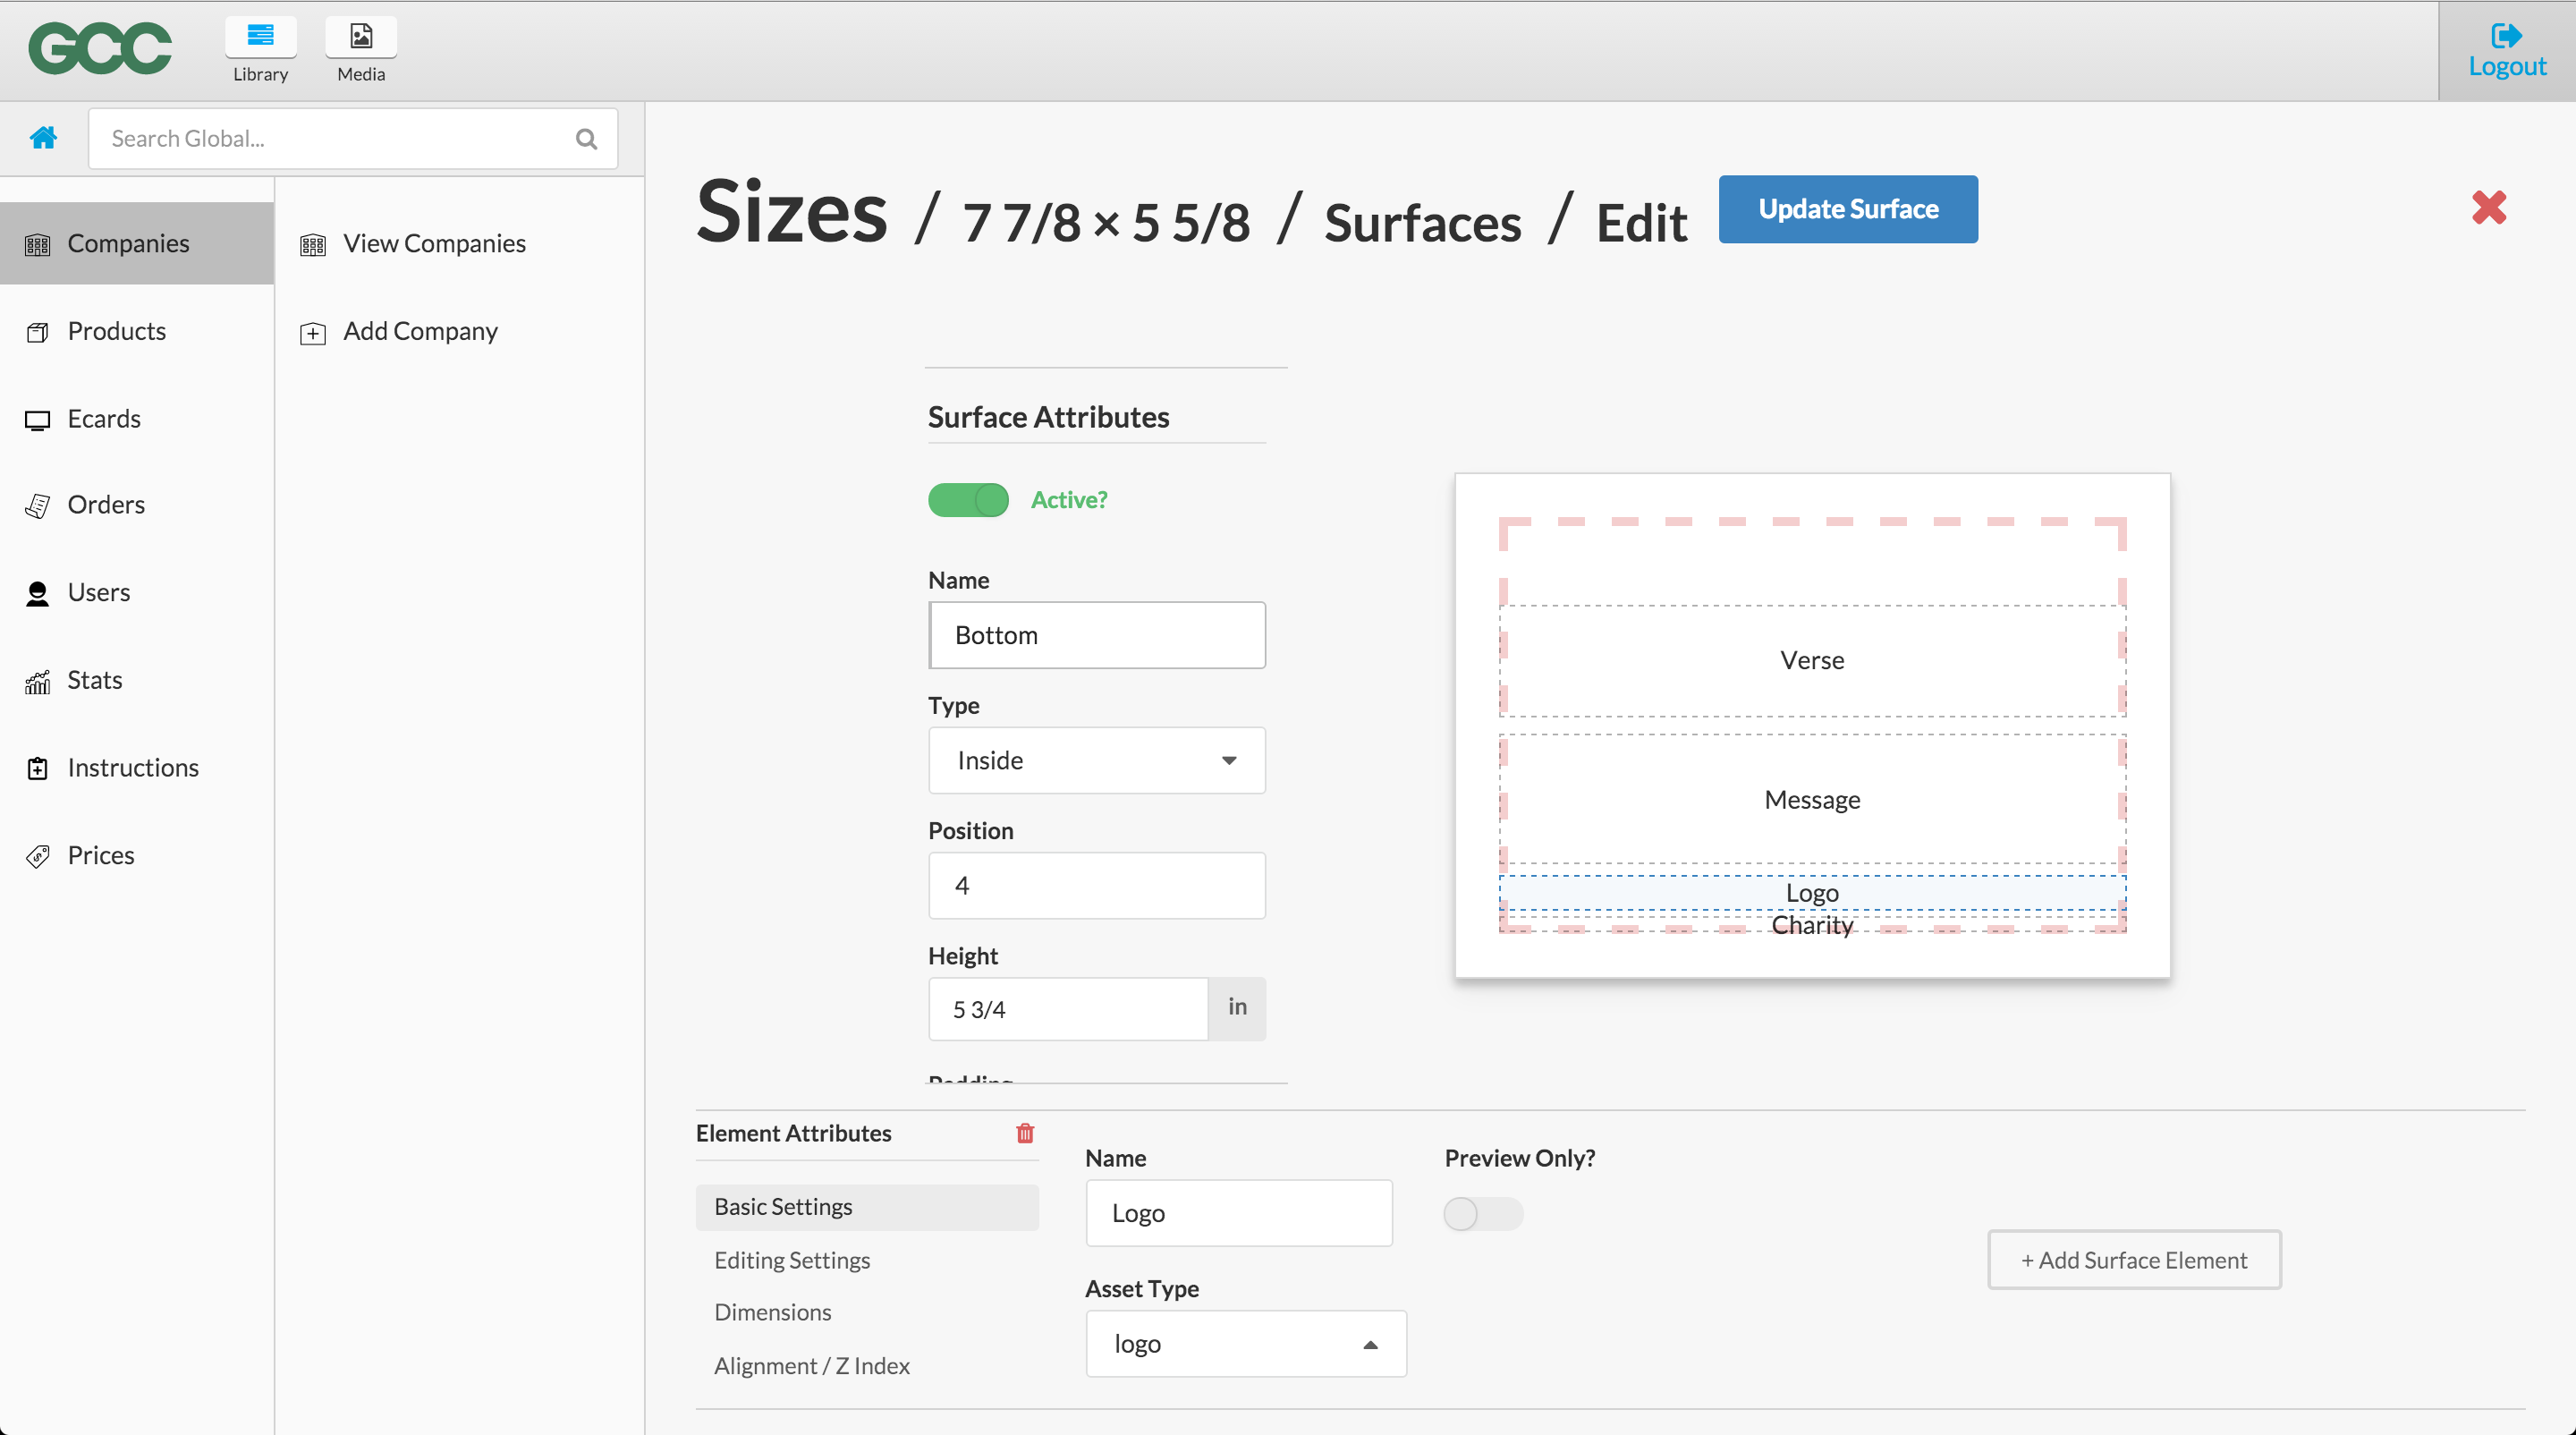 GCC
Library
Media
Logout
Search Global...
Companies
Products
Ecards
Orders
Users
Stats
Instructions
Prices
View Companies
Add Company
Sizes / 7 7/8 × 5 5/8 / Surfaces / Edit
Update Surface
Surface Attributes
Active?
Name
Bottom
Type
Inside
Position
4
Height
5 3/4
in
Padding
Verse
Message
Logo
Charity
Element Attributes
Basic Settings
Editing Settings
Dimensions
Alignment / Z Index
Name
Logo
Asset Type
logo
Preview Only?
+ Add Surface Element